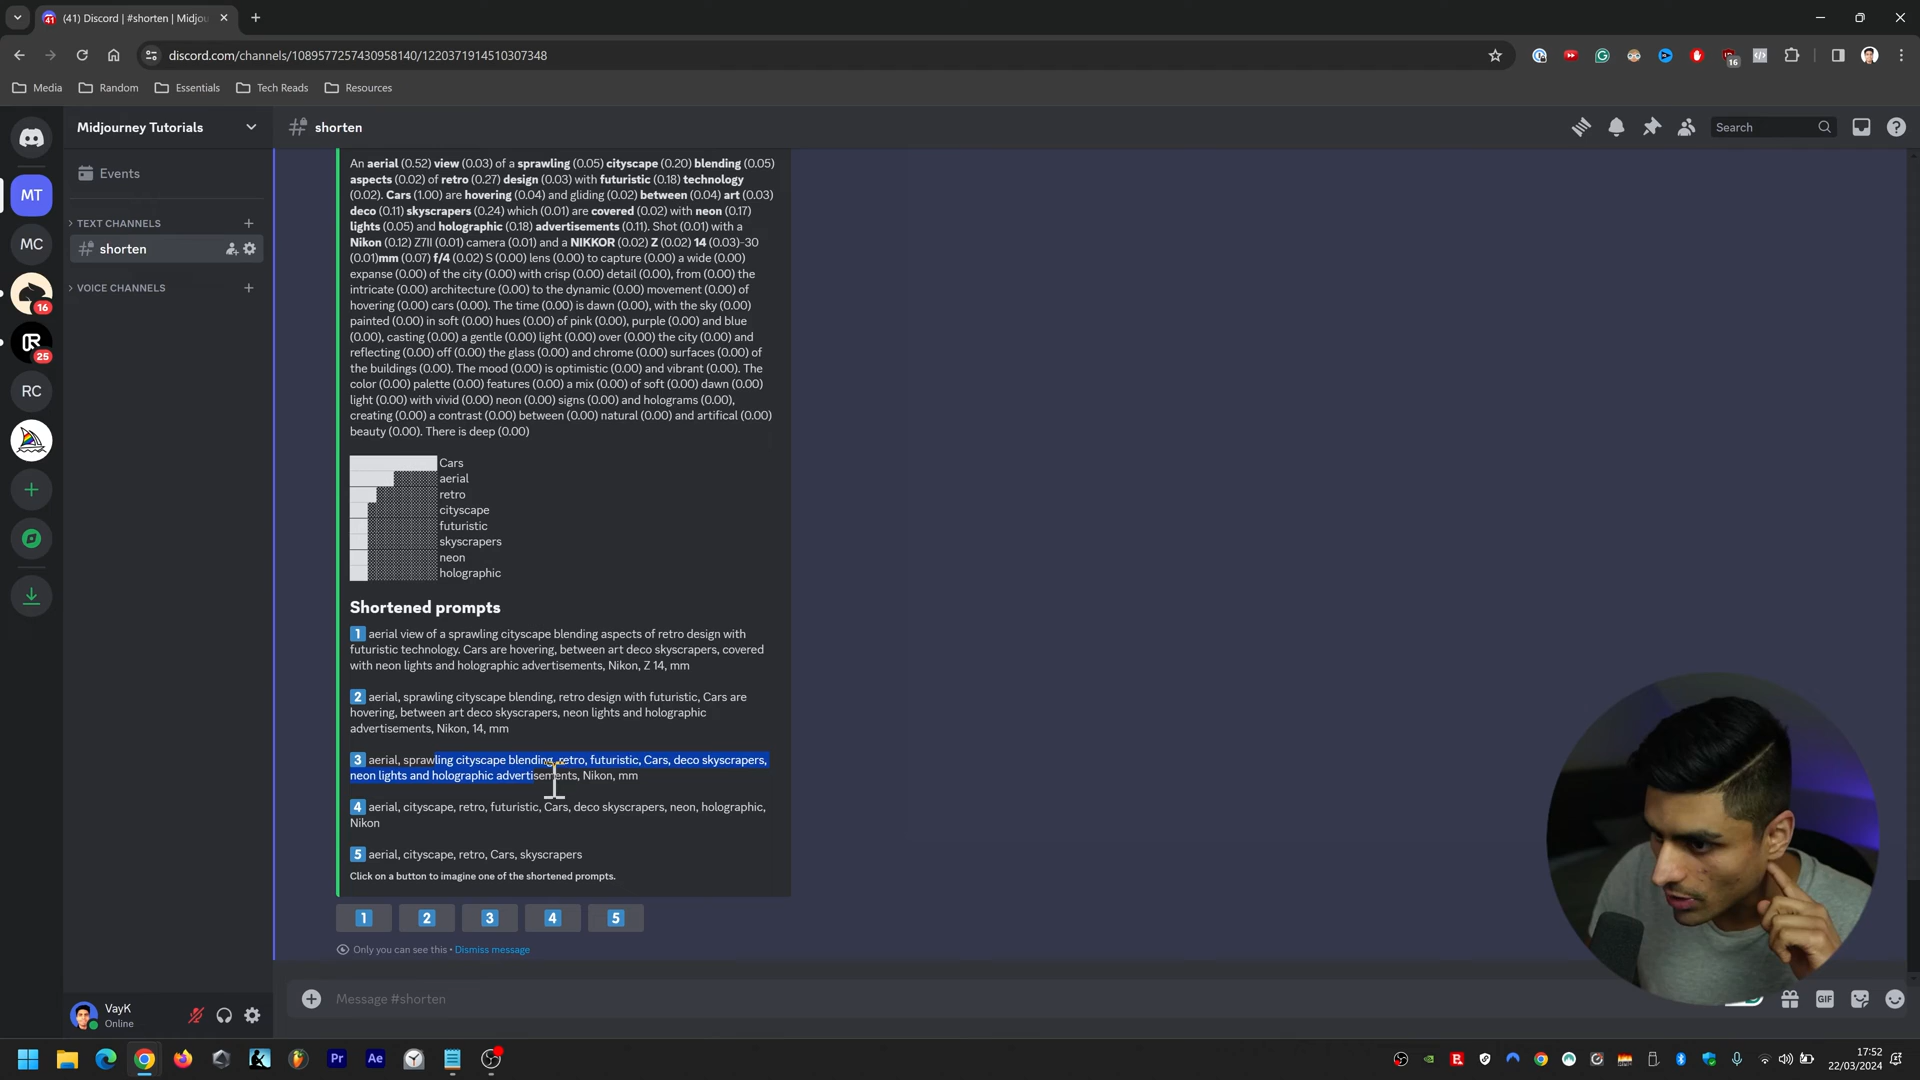 (41) Discord | #shorten | Midjou
discord.com/channels/1089577257430958140/1220371914510307348
16
Media
Random
Essentials
Tech Reads
Resources
Midjourney Tutorials
shorten
Search
Events
MT
TEXT CHANNELS
MC
shorten
VOICE CHANNELS
16
25
RC
An aerial (0.52) view (0.03) of a sprawling (0.05) cityscape (0.20) blending (0.05)
aspects (0.02) of retro (0.27) design (0.03) with futuristic (0.18) technology
(0.02). Cars (1.00) are hovering (0.04) and gliding (0.02) between (0.04) art (0.03)
deco (0.11) skyscrapers (0.24) which (0.01) are covered (0.02) with neon (0.17)
lights (0.05) and holographic (0.18) advertisements (0.11). Shot (0.01) with a
Nikon (0.12) Z7II (0.01) camera (0.01) and a NIKKOR (0.02) Z (0.02) 14 (0.03)-30
(0.01)mm (0.07) f/4 (0.02) S (0.00) lens (0.00) to capture (0.00) a wide (0.00)
expanse (0.00) of the city (0.00) with crisp (0.00) detail (0.00), from (0.00) the
intricate (0.00) architecture (0.00) to the dynamic (0.00) movement (0.00) of
hovering (0.00) cars (0.00). The time (0.00) is dawn (0.00), with the sky (0.00)
painted (0.00) in soft (0.00) hues (0.00) of pink (0.00), purple (0.00) and blue
(0.00), casting (0.00) a gentle (0.00) light (0.00) over (0.00) the city (0.00) and
reflecting (0.00) off (0.00) the glass (0.00) and chrome (0.00) surfaces (0.00) of
the buildings (0.00). The mood (0.00) is optimistic (0.00) and vibrant (0.00). The
color (0.00) palette (0.00) features (0.00) a mix (0.00) of soft (0.00) dawn (0.00)
light (0.00) with vivid (0.00) neon (0.00) signs (0.00) and holograms (0.00),
creating (0.00) a contrast (0.00) between (0.00) natural (0.00) and artifical (0.00)
beauty (0.00). There is deep (0.00)
Cars
aerial
retro
cityscape
futuristic
skyscrapers
neon
holographic
Shortened prompts
1 aerial view of a sprawling cityscape blending aspects of retro design with
futuristic technology. Cars are hovering, between art deco skyscrapers, covered
with neon lights and holographic advertisements, Nikon, Z 14, mm
2 aerial, sprawling cityscape blending, retro design with futuristic, Cars are
hovering, between art deco skyscrapers, neon lights and holographic
advertisements, Nikon, 14, mm
3 aerial, sprawling cityscape blending, retro, futuristic, Cars, deco skyscrapers,
neon lights and holographic advertisements, Nikon, mm
4 aerial, cityscape, retro, futuristic, Cars, deco skyscrapers, neon, holographic,
Nikon
5 aerial, cityscape, retro, Cars, skyscrapers
Click on a button to imagine one of the shortened prompts.
1 2 3 4 5
Only you can see this • Dismiss message
Message #shorten
GIF
VayK
Online
Pr
Ae
17:52
22/03/2024